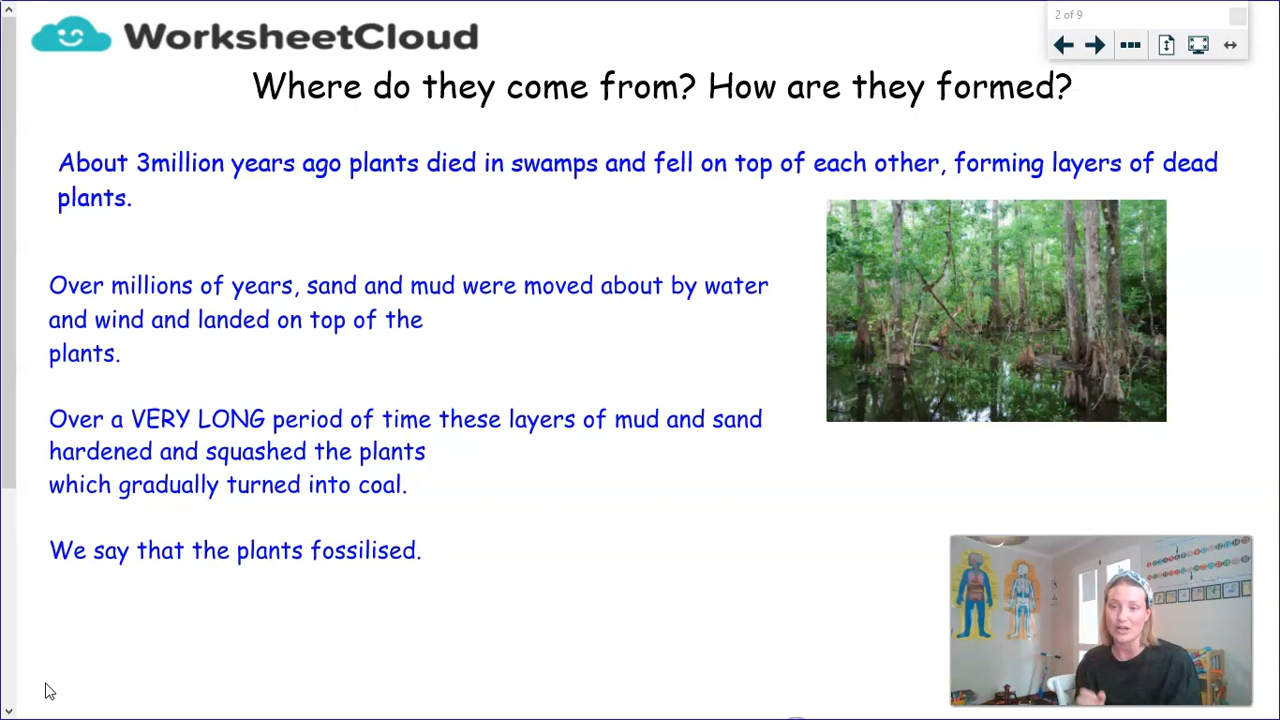 WorksheetCloud
2 of 9
Where do they come from? How are they formed?
About 3million years ago plants died in swamps and fell on top of each other, forming layers of dead
plants.
Over millions of years, sand and mud were moved about by water
and wind and landed on top of the
plants.
Over a VERY LONG period of time these layers of mud and sand
hardened and squashed the plants
which gradually turned into coal.
We say that the plants fossilised.